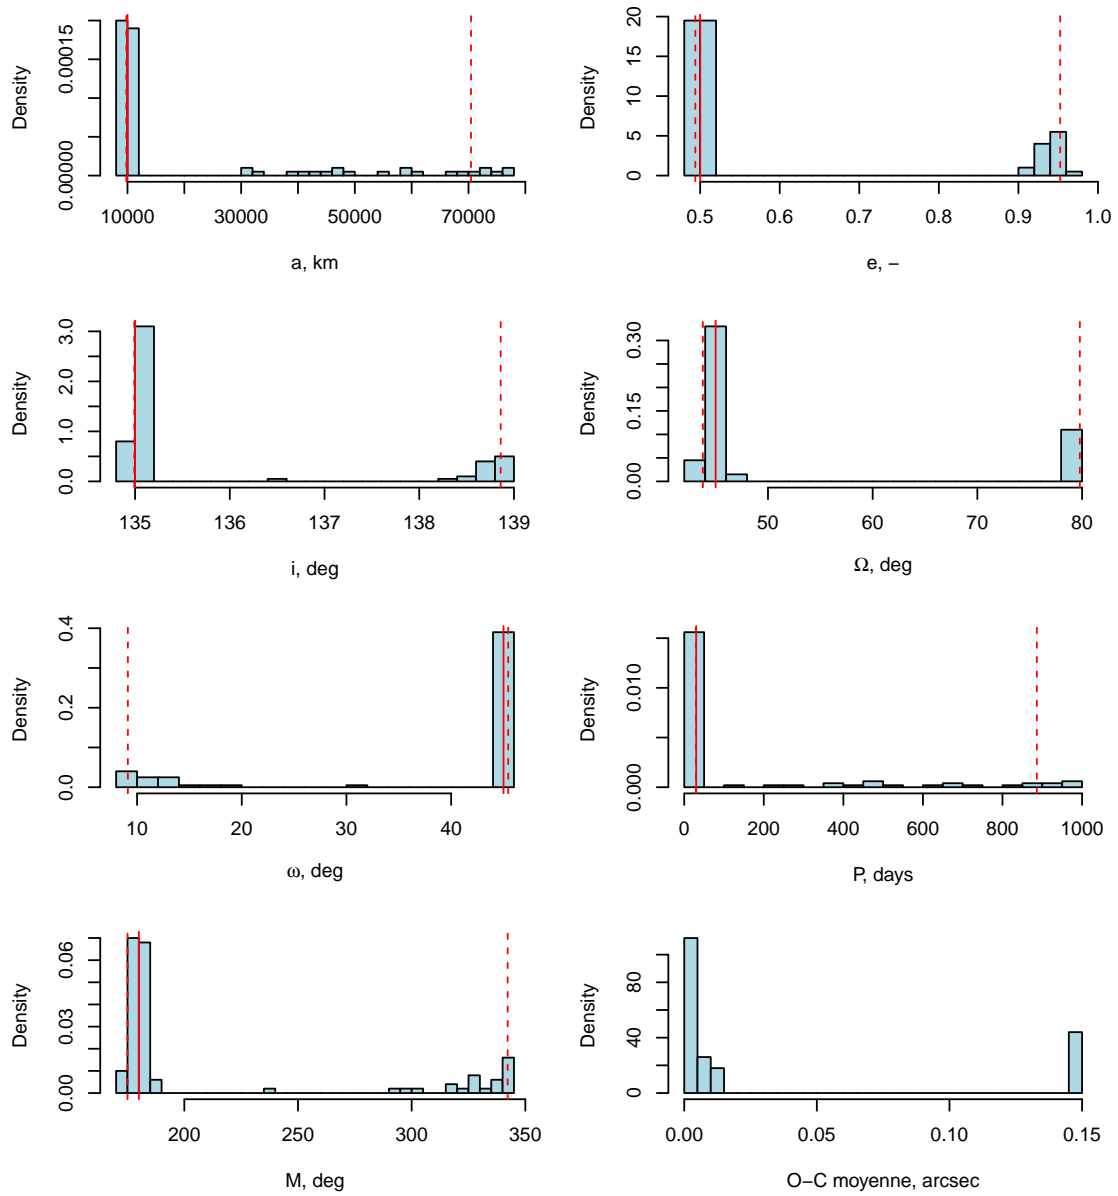 Density
0.00000 0.00015
10000 30000 50000 70000
a, km
Density
0 5 10 15 20
0.5 0.6 0.7 0.8 0.9 1.0
e, −
Density
0.0 1.0 2.0 3.0
135 136 137 138 139
i, deg
Density
0.00 0.15 0.30
50 60 70 80
Ω, deg
Density
0.0 0.2 0.4
10 20 30 40
ω, deg
Density
0.000 0.010
0 200 400 600 800 1000
P, days
Density
0.00 0.03 0.06
200 250 300 350
M, deg
Density
0 40 80
0.00 0.05 0.10 0.15
O−C moyenne, arcsec